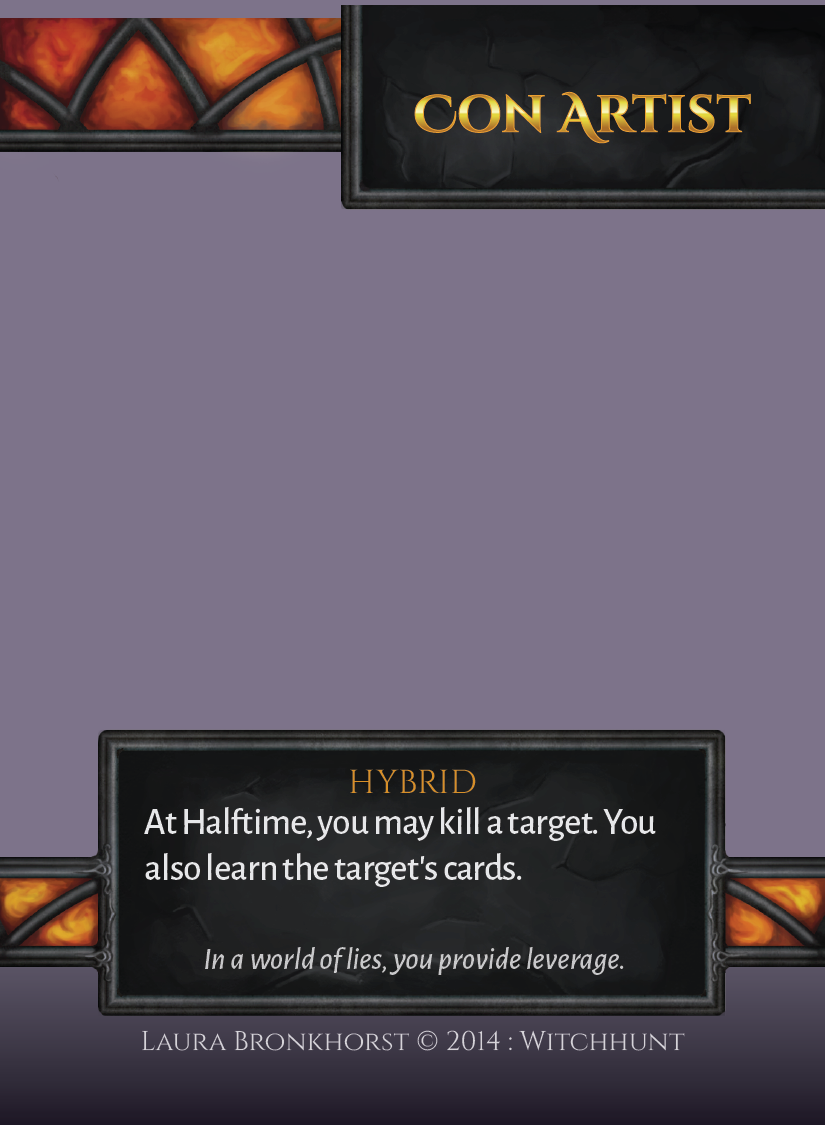 Con Artist
HYBRID
At Halftime, you may kill a target. You
also learn the target's cards.
In a world of lies, you provide leverage.
Laura Bronkhorst © 2014 : Witchhunt